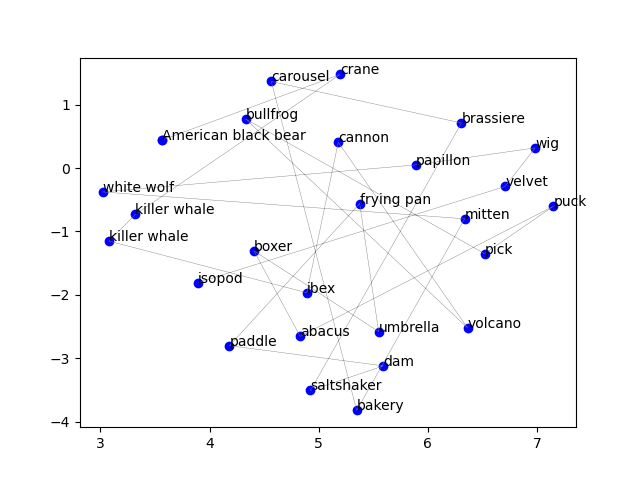 crane
carousel
bullfrog
brassiere
American black bear
cannon
wig
papillon
velvet
white wolf
frying pan
puck
killer whale
mitten
killer whale
boxer
pick
isopod
ibex
abacus
umbrella
volcano
paddle
dam
saltshaker
bakery
1
0
−1
−2
−3
−4
3 4 5 6 7